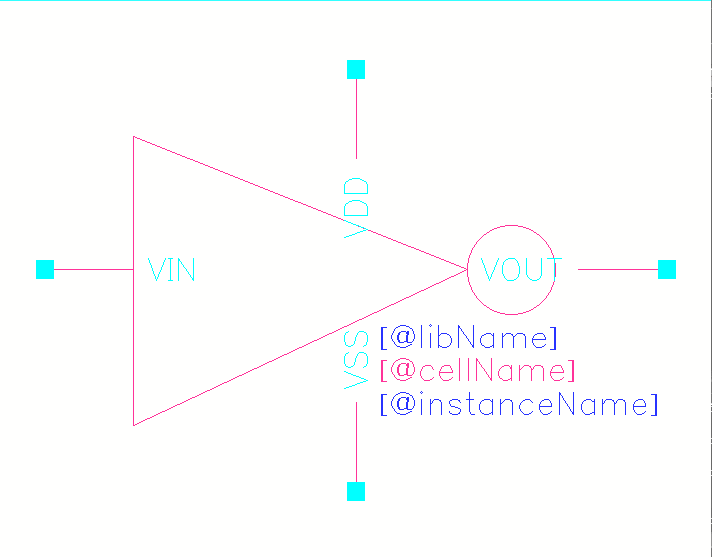 VDD
VIN
VOUT
VSS
[@libName]
[@cellName]
[@instanceName]